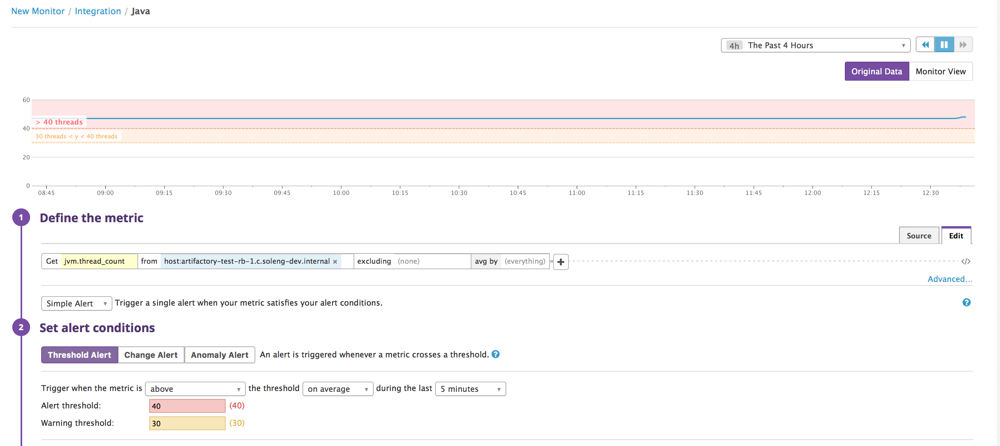 New Monitor / Integration / Java
4h The Past 4 Hours
Original Data Monitor View
60
> 40 threads
40
30 threads < y < 40 threads
20
0
08:45 09:00 09:15 09:30 09:45 10:00 10:15 10:30 10:45 11:00 11:15 11:30 11:45 12:00 12:15 12:30
1 Define the metric
Source Edit
Get jvm.thread_count from host:artifactory-test-rb-1.c.soleng-dev.internal × excluding (none) avg by (everything) + </>
Advanced...
Simple Alert Trigger a single alert when your metric satisfies your alert conditions. ?
2 Set alert conditions
Threshold Alert Change Alert Anomaly Alert An alert is triggered whenever a metric crosses a threshold. ?
Trigger when the metric is above the threshold on average during the last 5 minutes
Alert threshold: 40 (40)
Warning threshold: 30 (30)